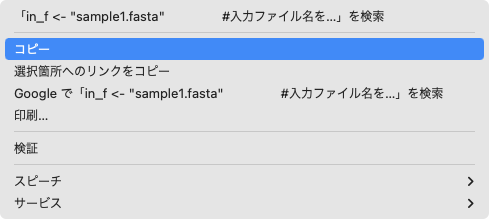 「in_f <- "sample1.fasta"              #入力ファイル名を...」を検索
コピー
選択箇所へのリンクをコピー
Google で「in_f <- "sample1.fasta"              #入力ファイル名を...」を検索
印刷...
検証
スピーチ
サービス